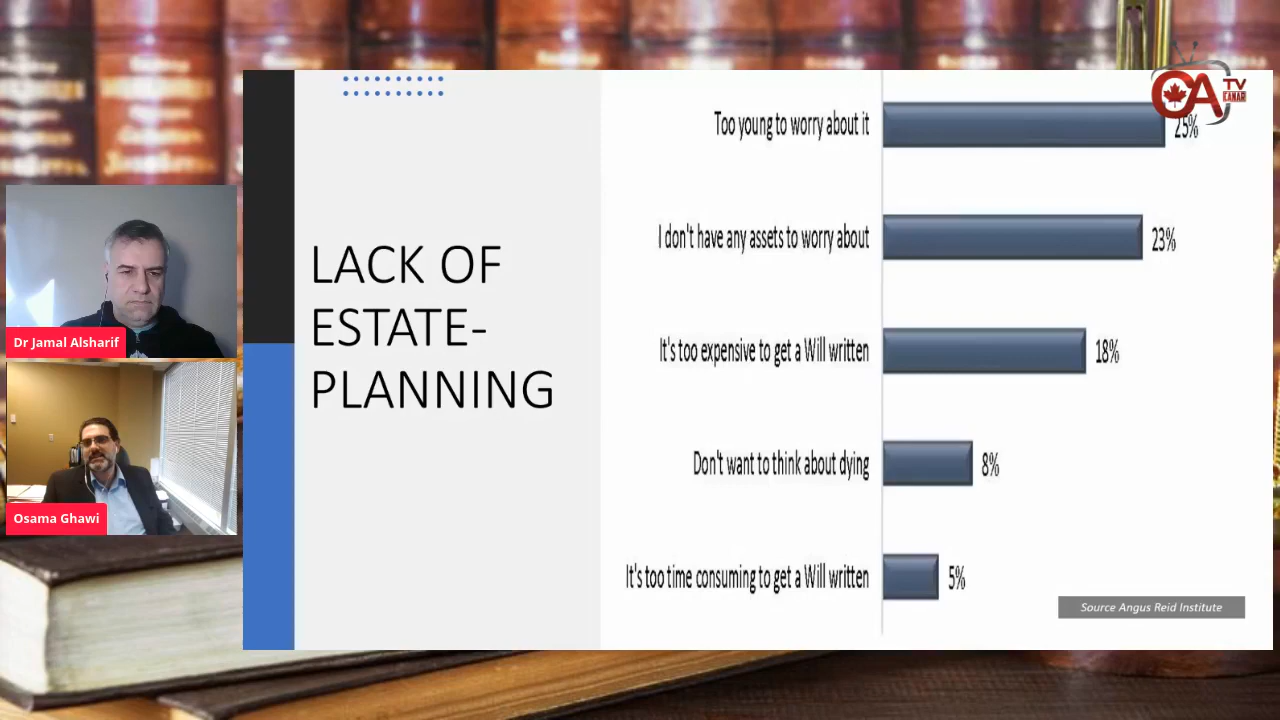 CA TV
CANAR
LACK OF
ESTATE-
PLANNING
Too young to worry about it
25%
I don't have any assets to worry about
23%
It's too expensive to get a Will written
18%
Don't want to think about dying
8%
It's too time consuming to get a Will written
5%
Source Angus Reid Institute
Dr Jamal Alsharif
Osama Ghawi